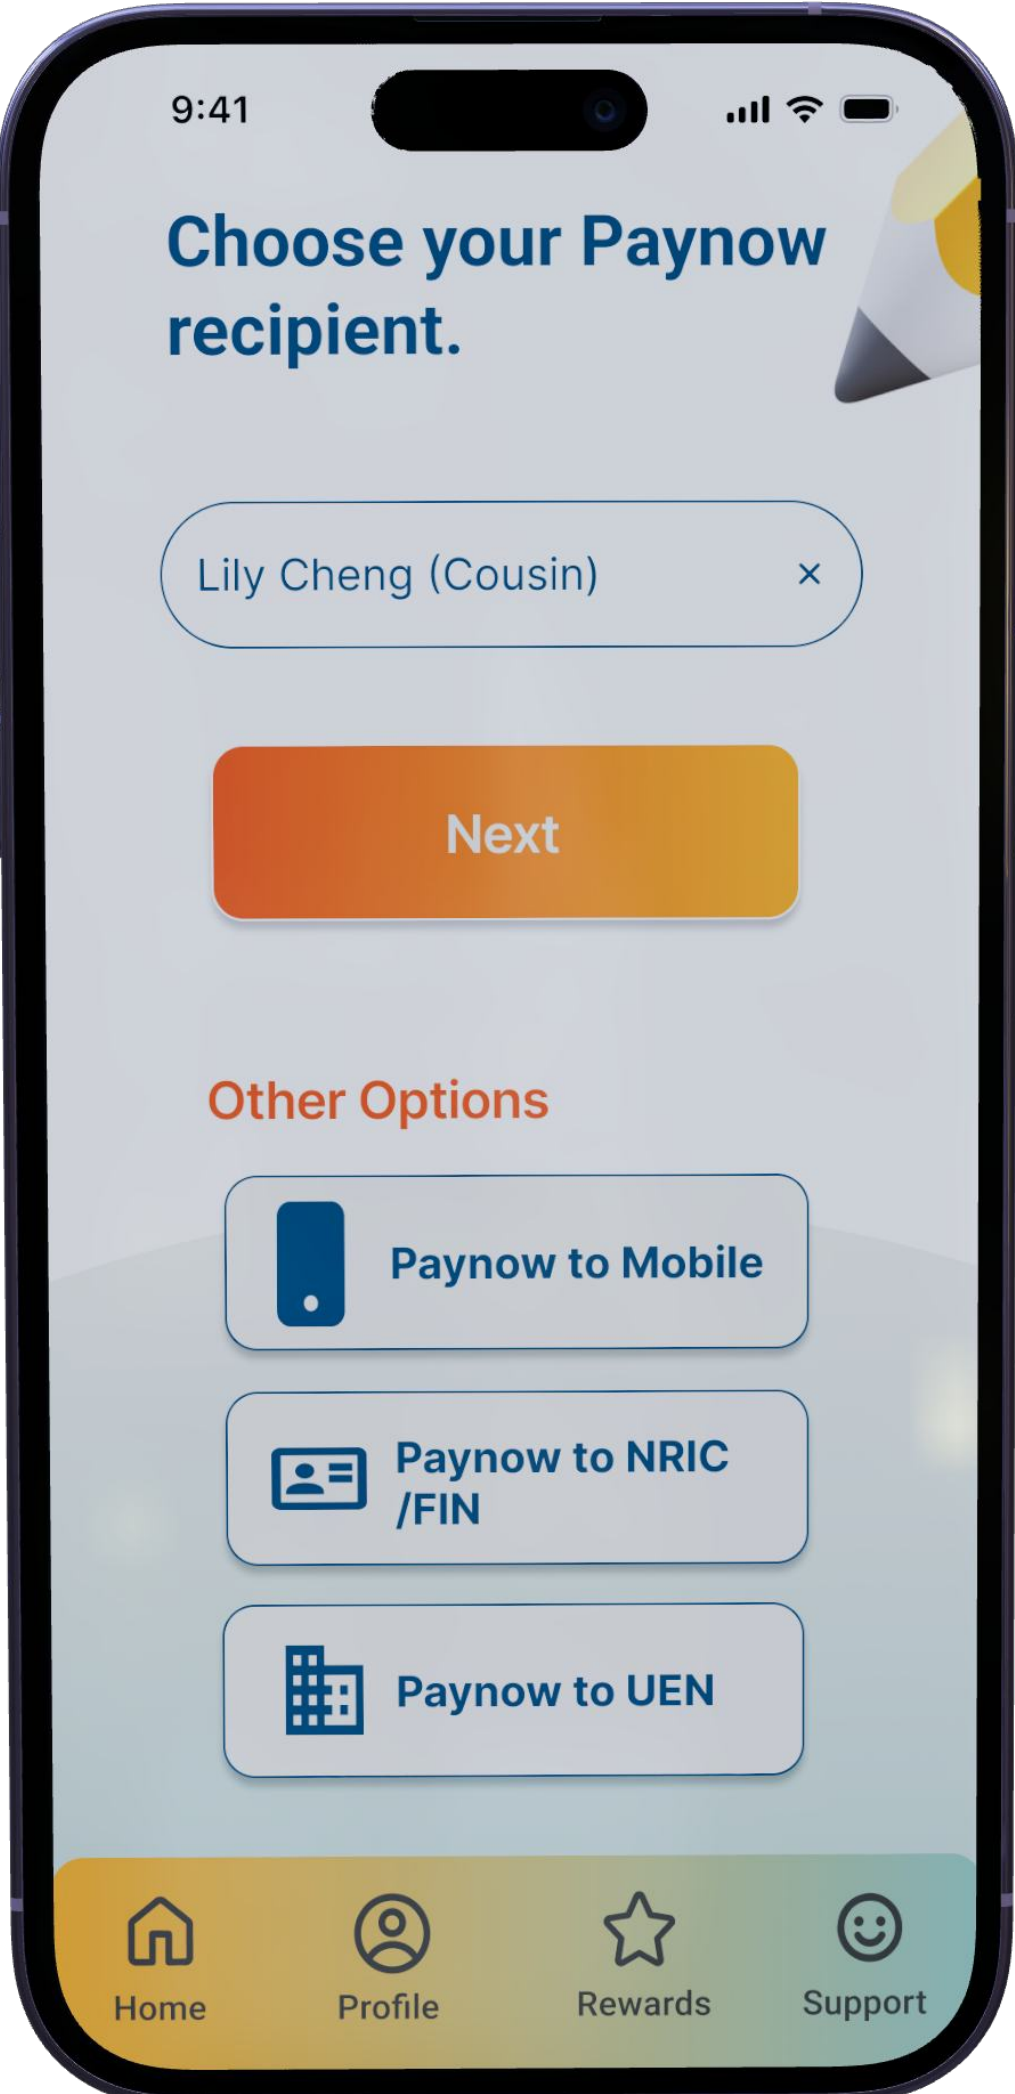 9:41
Choose your Paynow
recipient.
Lily Cheng (Cousin)
×
Next
Other Options
Paynow to Mobile
Paynow to NRIC
/FIN
Paynow to UEN
Home
Profile
Rewards
Support